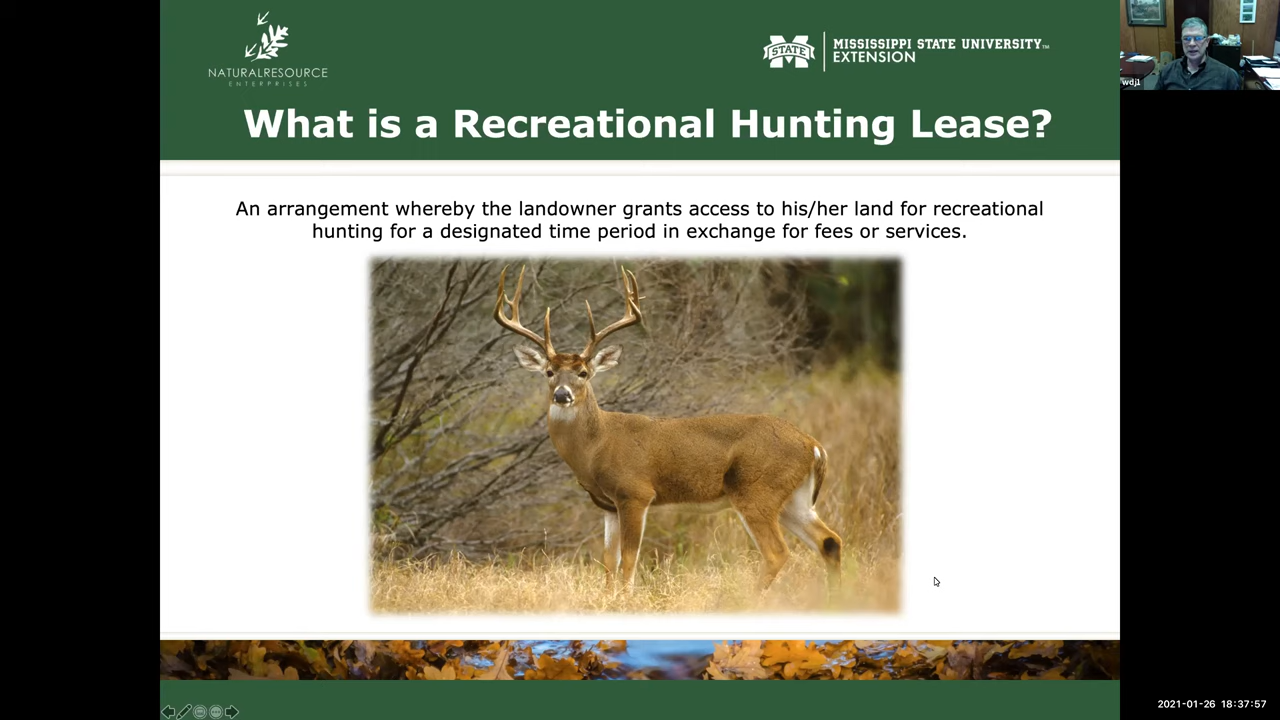 NATURALRESOURCE
ENTERPRISES
STATE
MISSISSIPPI STATE UNIVERSITY™
EXTENSION
wdj1
What is a Recreational Hunting Lease?
An arrangement whereby the landowner grants access to his/her land for recreational
hunting for a designated time period in exchange for fees or services.
2021-01-26 18:37:57